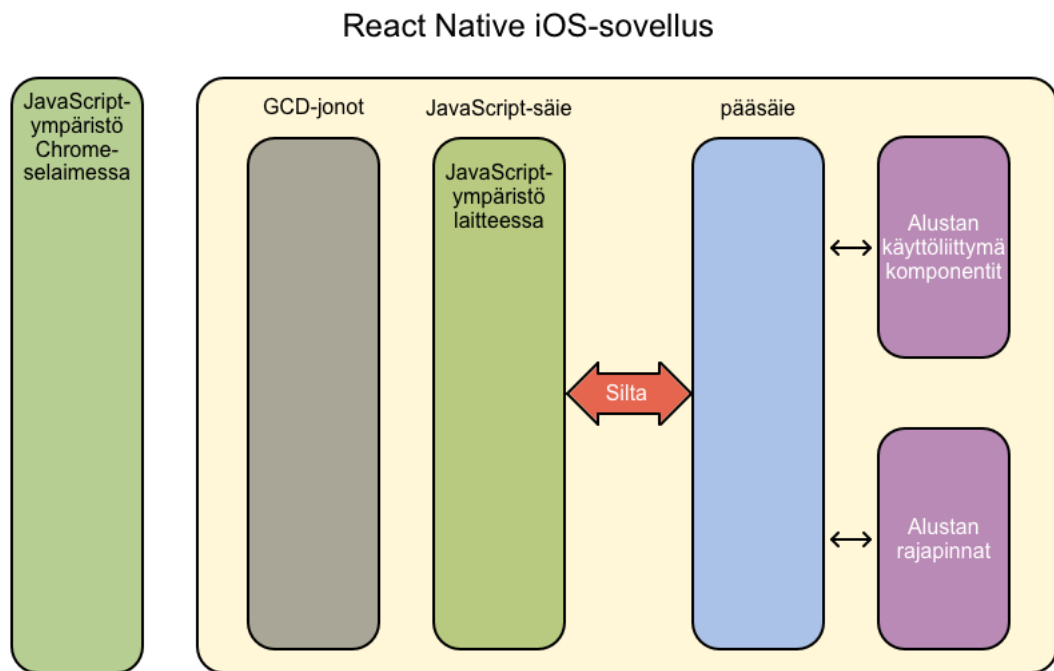 React Native iOS-sovellus
JavaScript-
ympäristö
Chrome-
selaimessa
GCD-jonot
JavaScript-säie
pääsäie
JavaScript-
ympäristö
laitteessa
Alustan
käyttöliittymä
komponentit
Silta
Alustan
rajapinnat